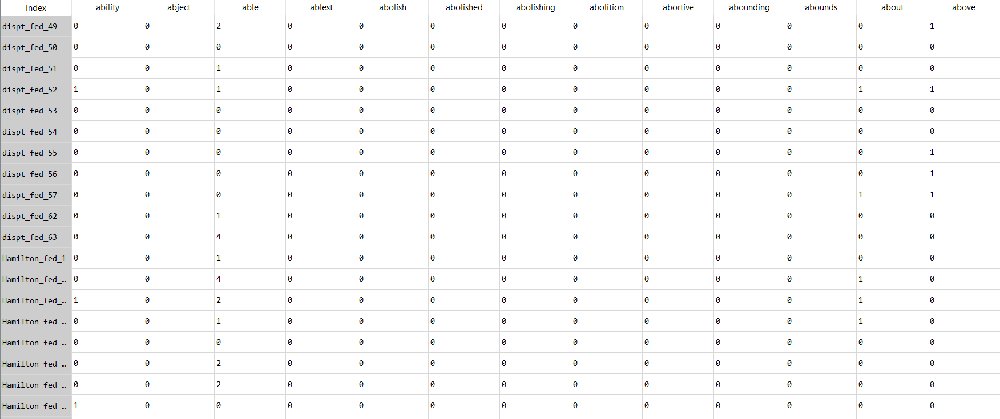 Index ability abject able ablest abolish abolished abolishing abolition abortive abounding abounds about above
dispt_fed_49 0 0 2 0 0 0 0 0 0 0 0 0 1
dispt_fed_50 0 0 0 0 0 0 0 0 0 0 0 0 0
dispt_fed_51 0 0 1 0 0 0 0 0 0 0 0 0 0
dispt_fed_52 1 0 1 0 0 0 0 0 0 0 0 1 1
dispt_fed_53 0 0 0 0 0 0 0 0 0 0 0 0 0
dispt_fed_54 0 0 0 0 0 0 0 0 0 0 0 0 0
dispt_fed_55 0 0 0 0 0 0 0 0 0 0 0 0 1
dispt_fed_56 0 0 0 0 0 0 0 0 0 0 0 0 1
dispt_fed_57 0 0 0 0 0 0 0 0 0 0 0 1 1
dispt_fed_62 0 0 1 0 0 0 0 0 0 0 0 0 0
dispt_fed_63 0 0 4 0 0 0 0 0 0 0 0 0 0
Hamilton_fed_1 0 0 1 0 0 0 0 0 0 0 0 0 0
Hamilton_fed_… 0 0 4 0 0 0 0 0 0 0 0 1 0
Hamilton_fed_… 1 0 2 0 0 0 0 0 0 0 0 1 0
Hamilton_fed_… 0 0 1 0 0 0 0 0 0 0 0 1 0
Hamilton_fed_… 0 0 0 0 0 0 0 0 0 0 0 0 0
Hamilton_fed_… 0 0 2 0 0 0 0 0 0 0 0 0 0
Hamilton_fed_… 0 0 2 0 0 0 0 0 0 0 0 0 0
Hamilton_fed_… 1 0 0 0 0 0 0 0 0 0 0 0 0